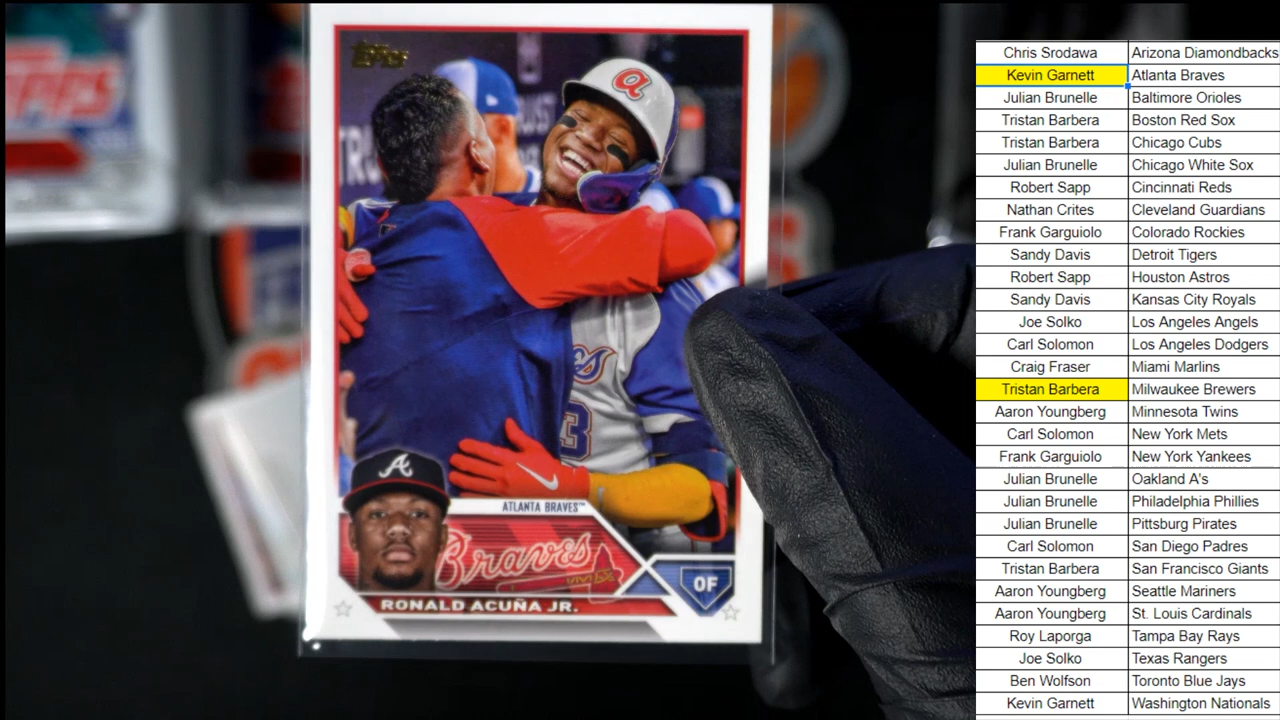 Topps
a
3
ATLANTA BRAVES™
A
Braves
OF
RONALD ACUÑA JR.
Chris Srodawa Arizona Diamondbacks
Kevin Garnett Atlanta Braves
Julian Brunelle Baltimore Orioles
Tristan Barbera Boston Red Sox
Tristan Barbera Chicago Cubs
Julian Brunelle Chicago White Sox
Robert Sapp Cincinnati Reds
Nathan Crites Cleveland Guardians
Frank Garguiolo Colorado Rockies
Sandy Davis Detroit Tigers
Robert Sapp Houston Astros
Sandy Davis Kansas City Royals
Joe Solko Los Angeles Angels
Carl Solomon Los Angeles Dodgers
Craig Fraser Miami Marlins
Tristan Barbera Milwaukee Brewers
Aaron Youngberg Minnesota Twins
Carl Solomon New York Mets
Frank Garguiolo New York Yankees
Julian Brunelle Oakland A's
Julian Brunelle Philadelphia Phillies
Julian Brunelle Pittsburg Pirates
Carl Solomon San Diego Padres
Tristan Barbera San Francisco Giants
Aaron Youngberg Seattle Mariners
Aaron Youngberg St. Louis Cardinals
Roy Laporga Tampa Bay Rays
Joe Solko Texas Rangers
Ben Wolfson Toronto Blue Jays
Kevin Garnett Washington Nationals